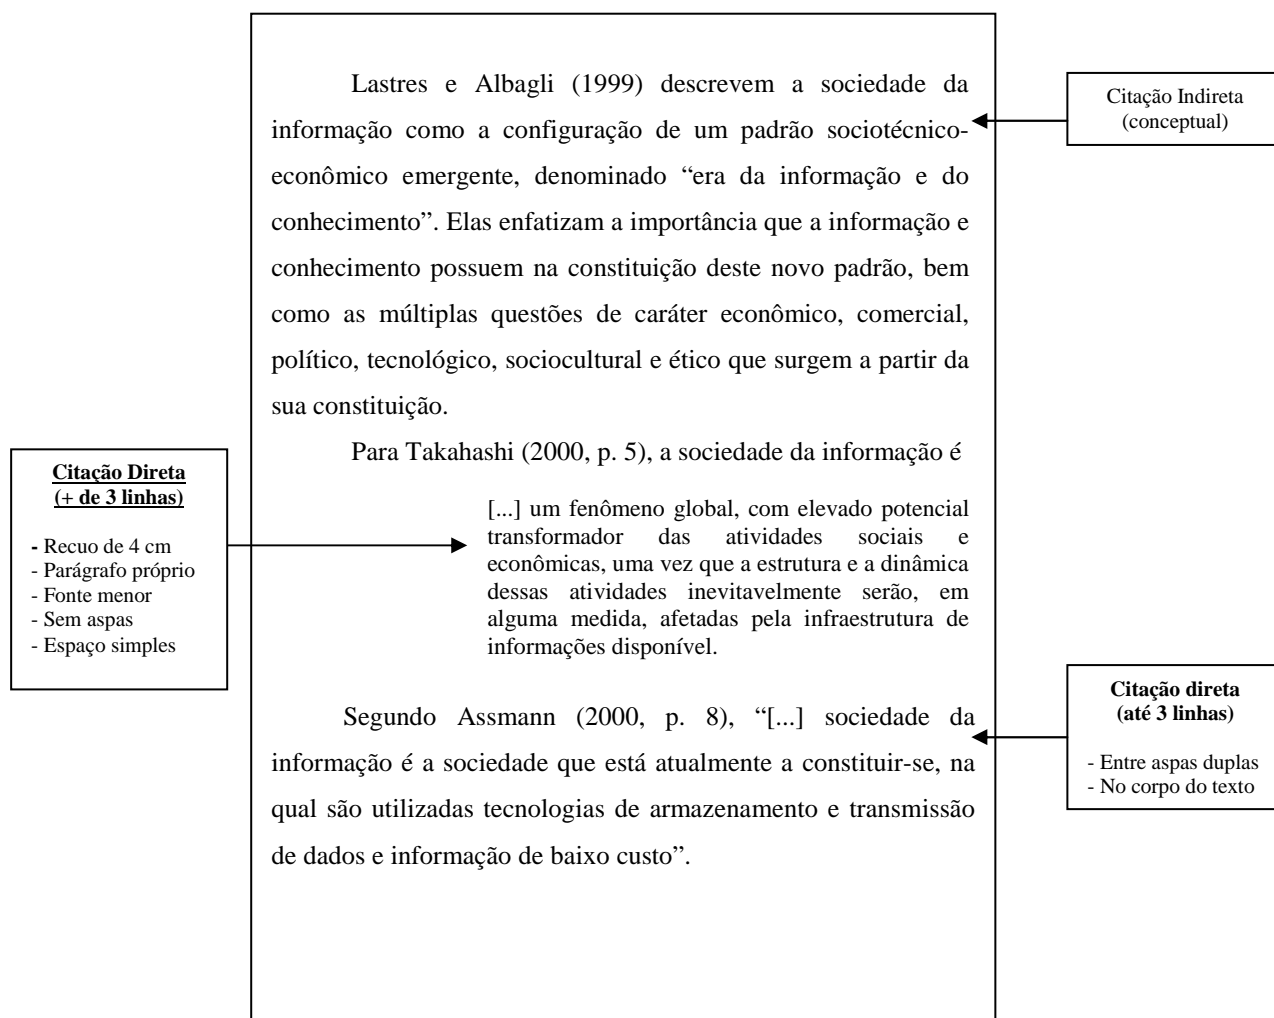 Lastres e Albagli (1999) descrevem a sociedade da
informação como a configuração de um padrão sociotécnico-
econômico emergente, denominado “era da informação e do
conhecimento”. Elas enfatizam a importância que a informação e
conhecimento possuem na constituição deste novo padrão, bem
como as múltiplas questões de caráter econômico, comercial,
político, tecnológico, sociocultural e ético que surgem a partir da
sua constituição.
Citação Indireta
(conceptual)
Para Takahashi (2000, p. 5), a sociedade da informação é
Citação Direta
(+ de 3 linhas)
- Recuo de 4 cm
- Parágrafo próprio
- Fonte menor
- Sem aspas
- Espaço simples
[...] um fenômeno global, com elevado potencial
transformador das atividades sociais e
econômicas, uma vez que a estrutura e a dinâmica
dessas atividades inevitavelmente serão, em
alguma medida, afetadas pela infraestrutura de
informações disponível.
Segundo Assmann (2000, p. 8), “[...] sociedade da
informação é a sociedade que está atualmente a constituir-se, na
qual são utilizadas tecnologias de armazenamento e transmissão
de dados e informação de baixo custo”.
Citação direta
(até 3 linhas)
- Entre aspas duplas
- No corpo do texto